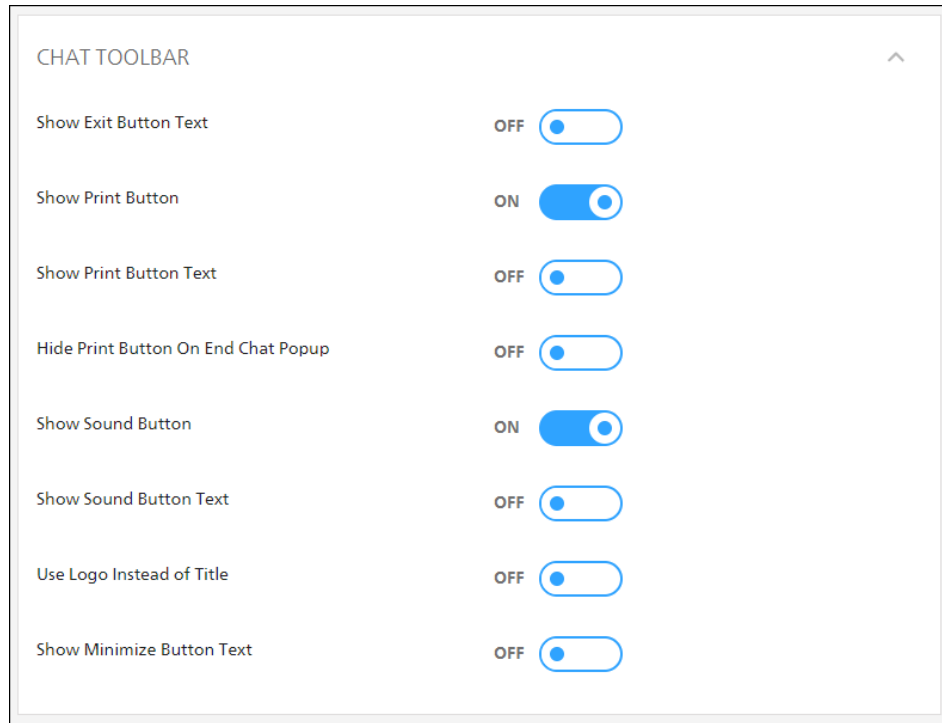 CHAT TOOLBAR
Show Exit Button Text OFF
Show Print Button ON
Show Print Button Text OFF
Hide Print Button On End Chat Popup OFF
Show Sound Button ON
Show Sound Button Text OFF
Use Logo Instead of Title OFF
Show Minimize Button Text OFF